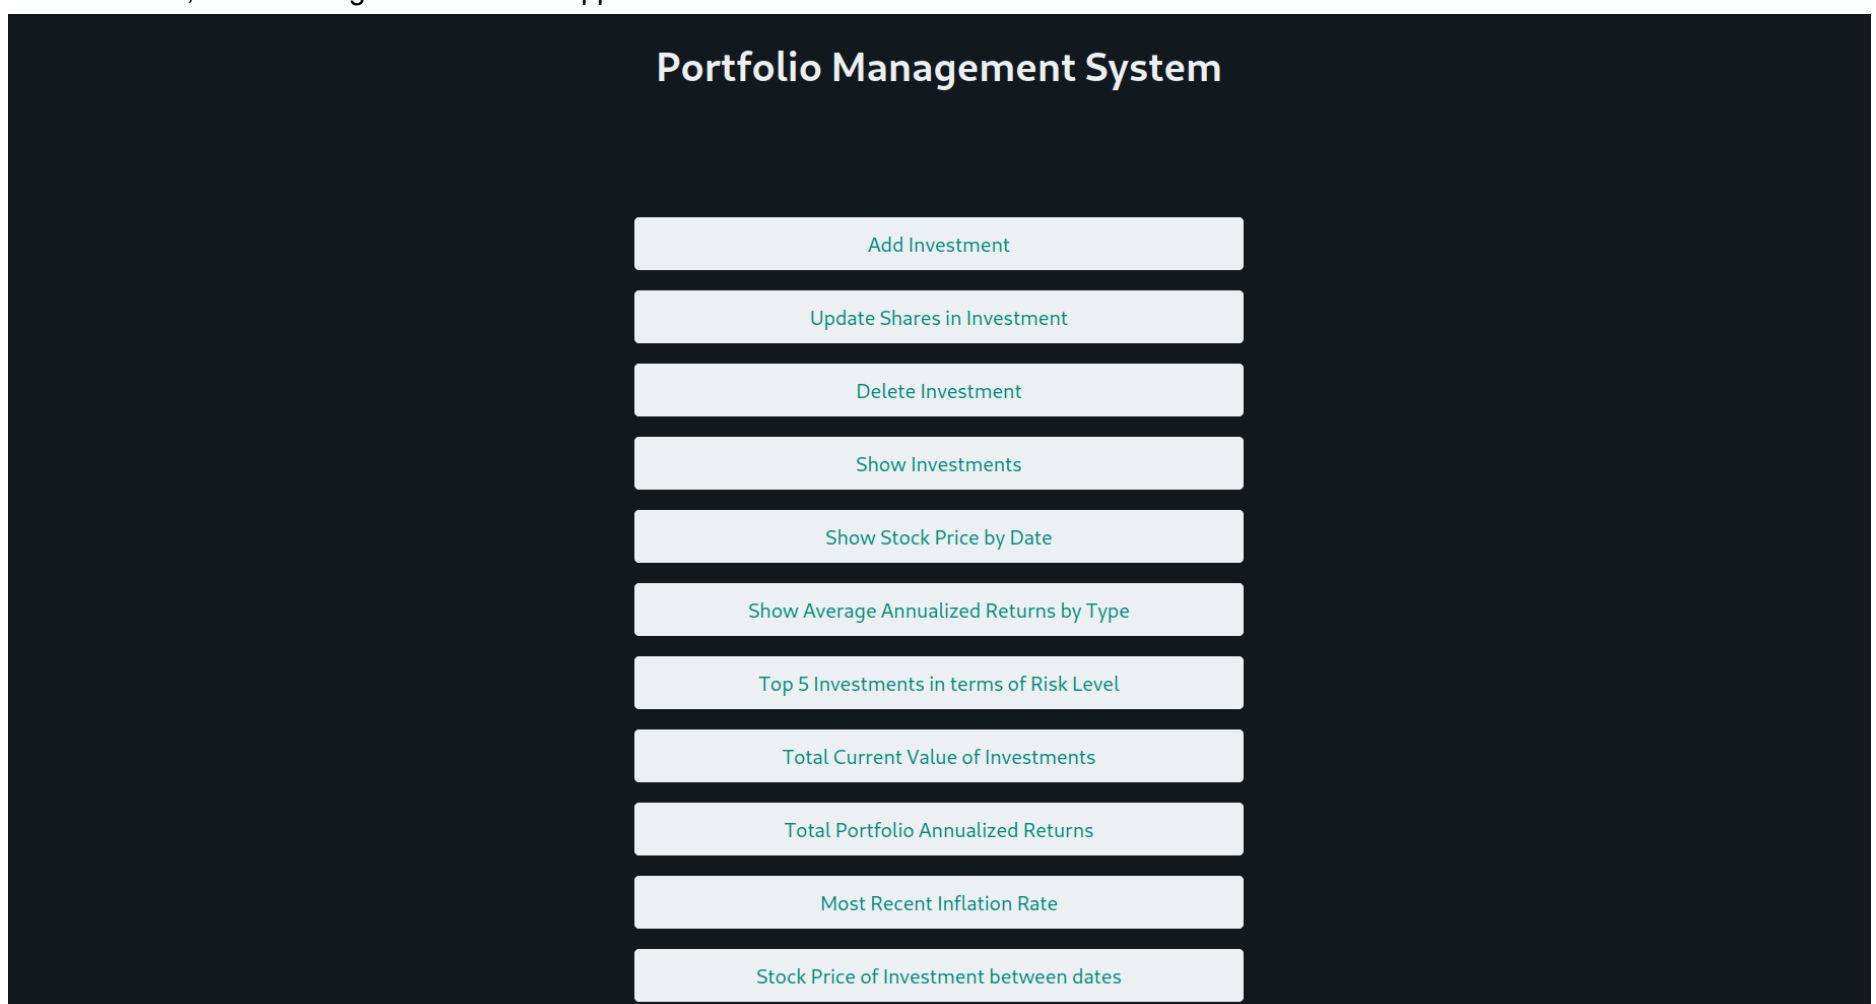 Portfolio Management System
Add Investment
Update Shares in Investment
Delete Investment
Show Investments
Show Stock Price by Date
Show Average Annualized Returns by Type
Top 5 Investments in terms of Risk Level
Total Current Value of Investments
Total Portfolio Annualized Returns
Most Recent Inflation Rate
Stock Price of Investment between dates